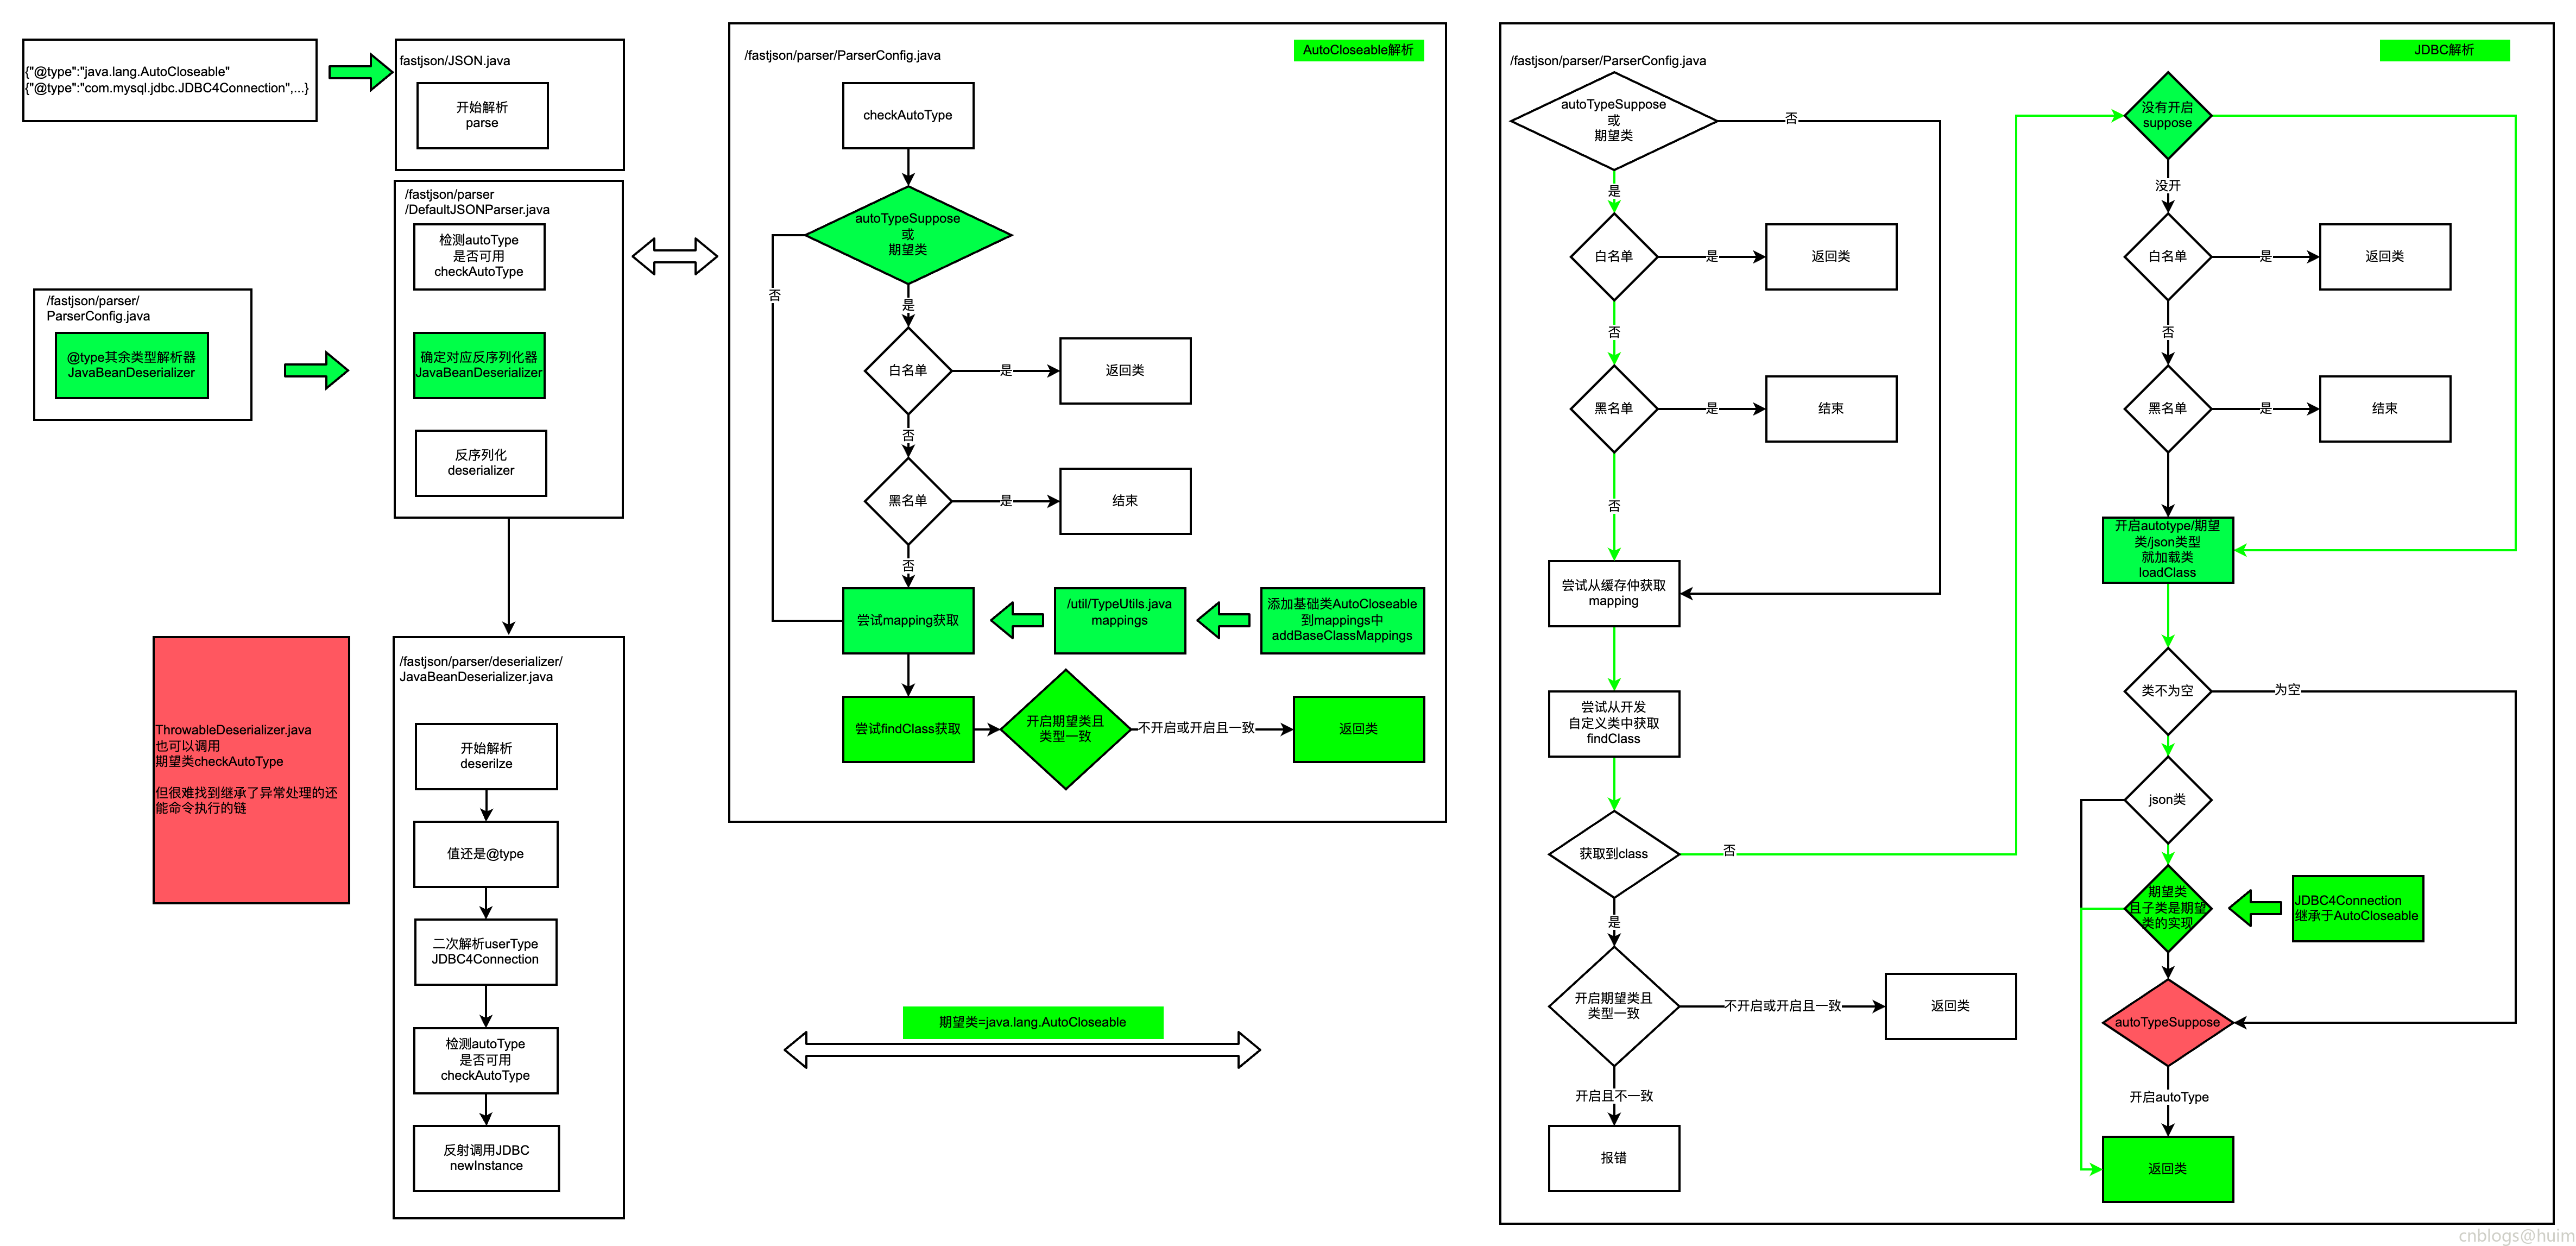 {"@type":"java.lang.AutoCloseable"
{"@type":"com.mysql.jdbc.JDBC4Connection",...}
fastjson/JSON.java
开始解析
parse
/fastjson/parser
/DefaultJSONParser.java
检测autoType
是否可用
checkAutoType
/fastjson/parser/
ParserConfig.java
@type其余类型解析器
JavaBeanDeserializer
确定对应反序列化器
JavaBeanDeserializer
反序列化
deserializer
ThrowableDeserializer.java
也可以调用
期望类checkAutoType
但很难找到继承了异常处理的还
能命令执行的链
/fastjson/parser/deserializer/
JavaBeanDeserializer.java
开始解析
deserilze
值还是@type
二次解析userType
JDBC4Connection
检测autoType
是否可用
checkAutoType
反射调用JDBC
newInstance
/fastjson/parser/ParserConfig.java
AutoCloseable解析
checkAutoType
autoTypeSuppose
或
期望类
否
是
白名单
是
返回类
否
黑名单
是
结束
否
尝试mapping获取
/util/TypeUtils.java
mappings
添加基础类AutoCloseable
到mappings中
addBaseClassMappings
尝试findClass获取
开启期望类且
类型一致
不开启或开启且一致
返回类
期望类=java.lang.AutoCloseable
/fastjson/parser/ParserConfig.java
JDBC解析
autoTypeSuppose
或
期望类
否
是
白名单
是
返回类
否
黑名单
是
结束
否
尝试从缓存仲获取
mapping
尝试从开发
自定义类中获取
findClass
获取到class
否
是
开启期望类且
类型一致
不开启或开启且一致
返回类
开启且不一致
报错
没有开启
suppose
没开
白名单
是
返回类
否
黑名单
是
结束
开启autotype/期望
类/json类型
就加载类
loadClass
类不为空
为空
json类
期望类
且子类是期望
类的实现
JDBC4Connection
继承于AutoCloseable
autoTypeSuppose
开启autoType
返回类
cnblogs@huim